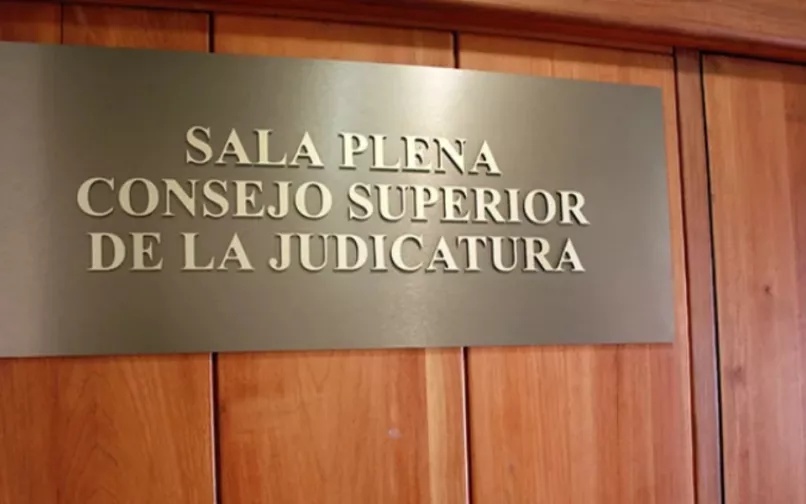 SALA PLENA
CONSEJO SUPERIOR
DE LA JUDICATURA